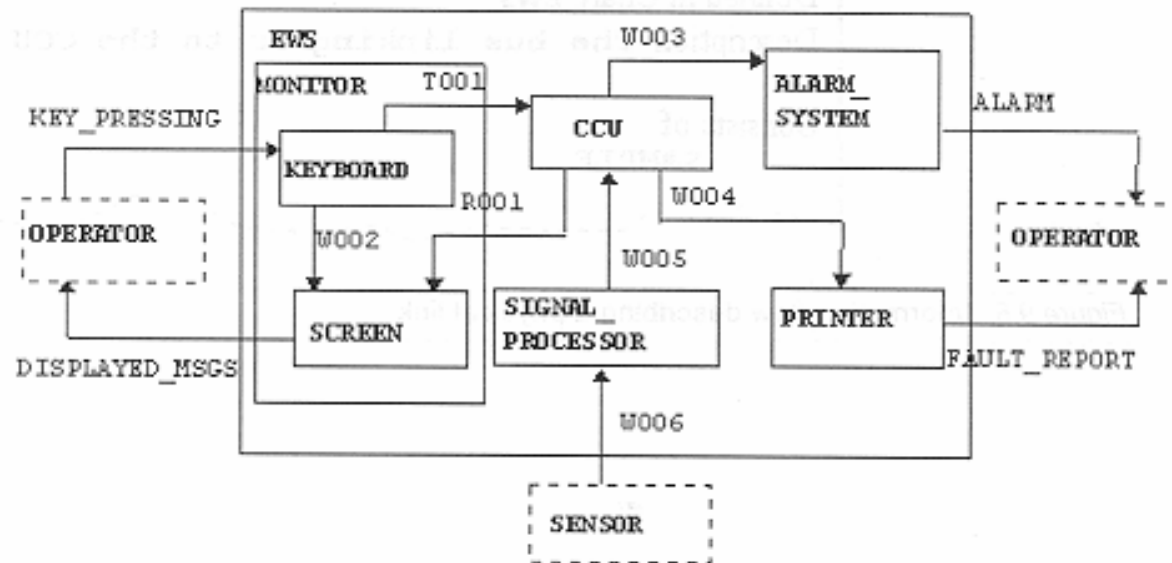 EWS
MONITOR
T001
W003
ALARM_
SYSTEM
ALARM
KEY_PRESSING
CCU
KEYBOARD
R001
W004
OPERATOR
W002
OPERATOR
W005
SCREEN
SIGNAL_
PROCESSOR
PRINTER
DISPLAYED_MSGS
FAULT_REPORT
W006
SENSOR